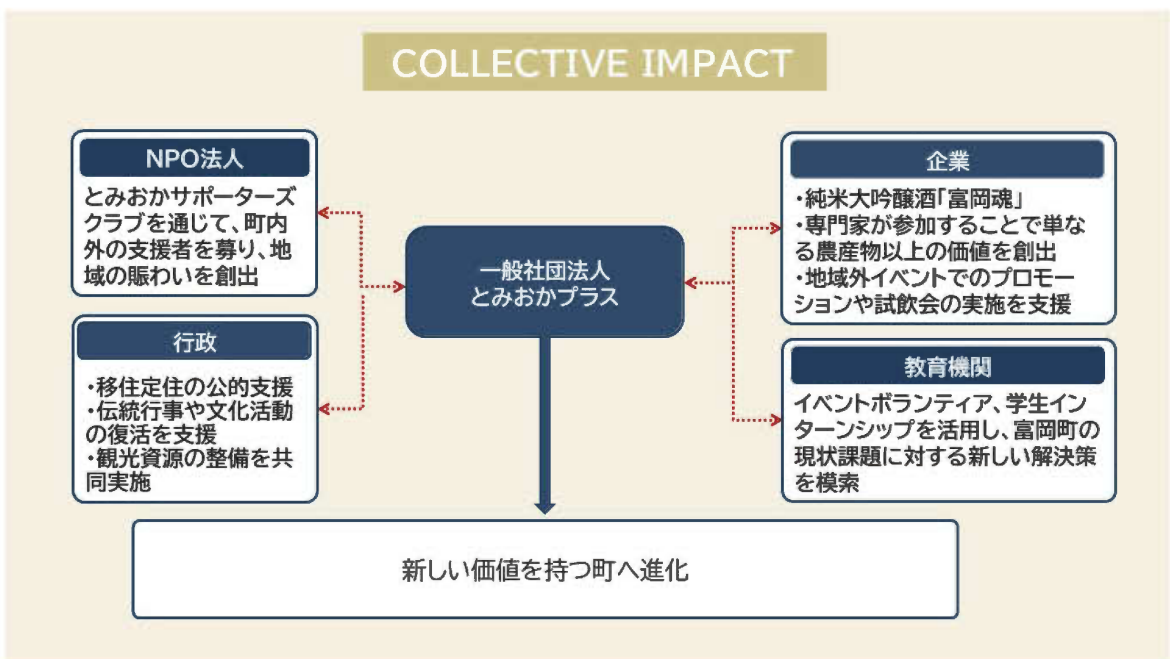 COLLECTIVE IMPACT
NPO法人
とみおかサポーターズ
クラブを通じて、町内
外の支援者を募り、地
域の賑わいを創出
行政
・移住定住の公的支援
・伝統行事や文化活動
の復活を支援
・観光資源の整備を共
同実施
一般社団法人
とみおかプラス
企業
・純米大吟醸酒「富岡魂」
・専門家が参加することで単な
る農産物以上の価値を創出
・地域外イベントでのプロモー
ションや試飲会の実施を支援
教育機関
イベントボランティア、学生イン
ターンシップを活用し、富岡町の
現状課題に対する新しい解決策
を模索
新しい価値を持つ町へ進化